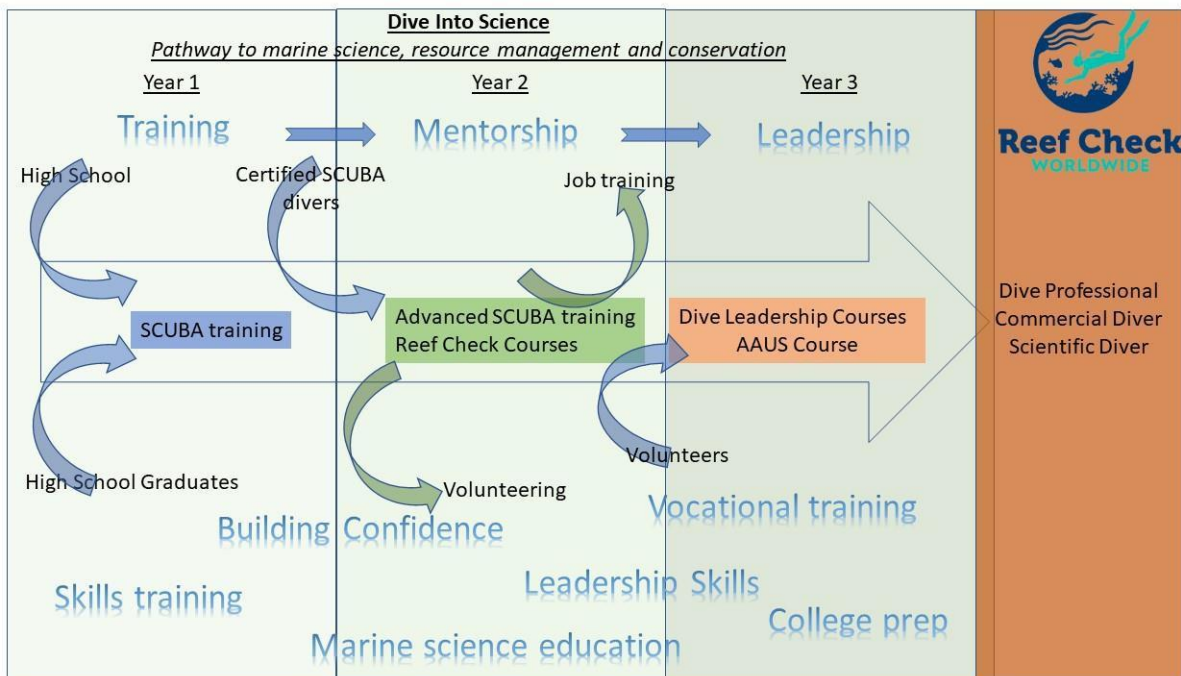 Dive Into Science
Pathway to marine science, resource management and conservation
Year 1
Year 2
Year 3
Training
Mentorship
Leadership
Reef Check
WORLDWIDE
High School
Certified SCUBA
divers
Job training
SCUBA training
Advanced SCUBA training
Reef Check Courses
Dive Leadership Courses
AAUS Course
Dive Professional
Commercial Diver
Scientific Diver
High School Graduates
Volunteering
Volunteers
Vocational training
Building Confidence
Leadership Skills
Skills training
College prep
Marine science education